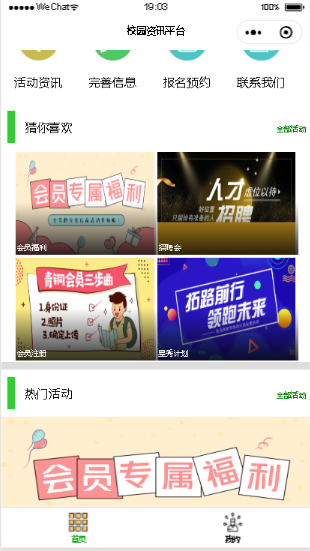 WeChat 19:03 100%
校园资讯平台
活动资讯 完善信息 报名预约 联系我们
猜你喜欢 全部活动
会员专属福利
会员福利
人才 虚位以待
招聘
招聘会
青铜会员三步曲
1.身份证
2.照片
3.确定上传
会员注册
拓路前行
领跑未来
星秀计划
热门活动 全部活动
会员专属福利
首页 我的